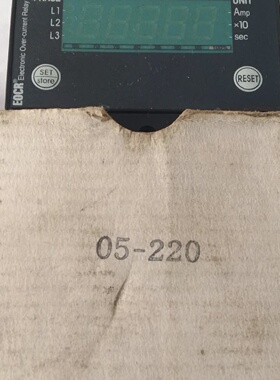 UNIT
L1
Amp
L2
×10
L3
sec
EOCR Electronic Over-current Relay
SET
store
RESET
05-220